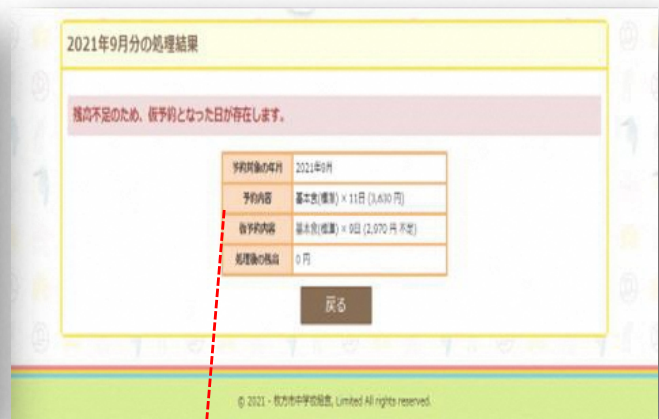 2021年9月分の処理結果
残高不足のため、仮予約となった日が存在します。
予約対象の年月 2021年9月
予約内容 基本食(標準) × 11日 (3,630 円)
仮予約内容 基本食(標準) × 9日 (2,970 円 不足)
処理後の残高 0 円
戻る
© 2021 - 枚方市中学校給食, Limited All rights reserved.